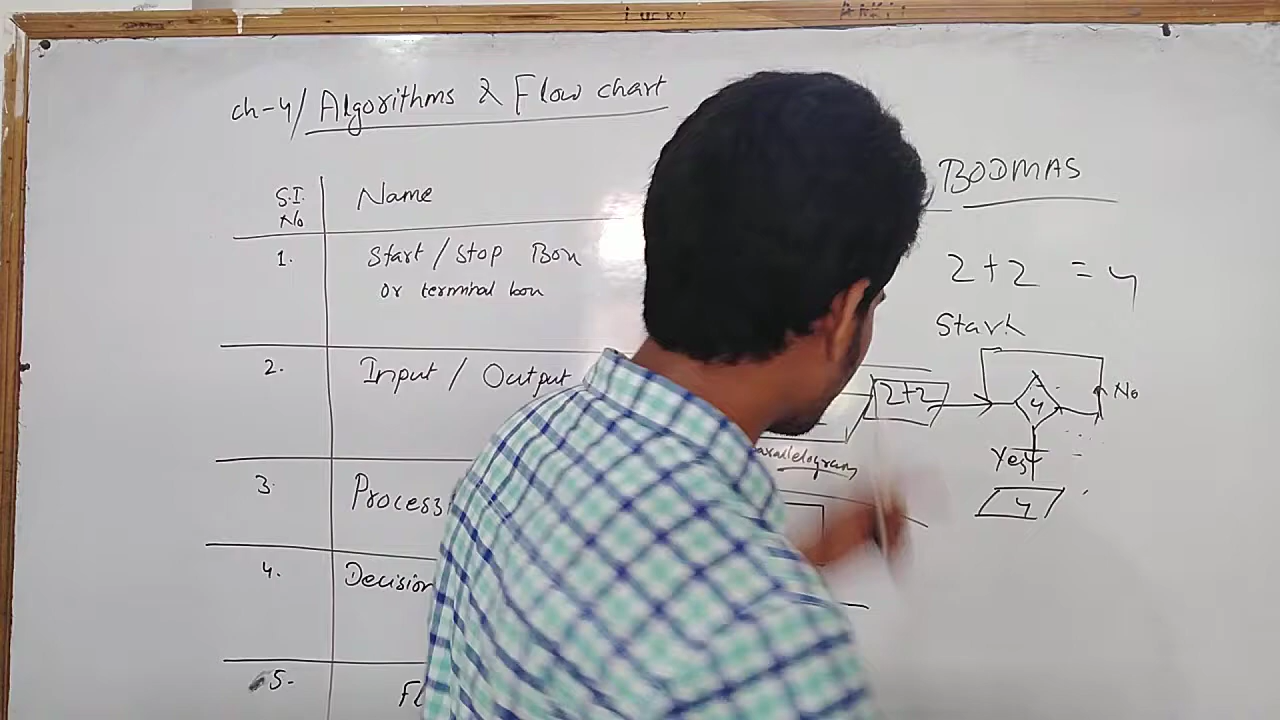 LUCKY
Ch-4/ Algorithms & Flow chart
BODMAS
S.I. No
Name
1.
Start / Stop Box
or terminal box
2+2 = 4
Start
2.
Input / Output
2+2
4
No
Yes
4
parallelogram
3.
Process
4.
Decision
5.